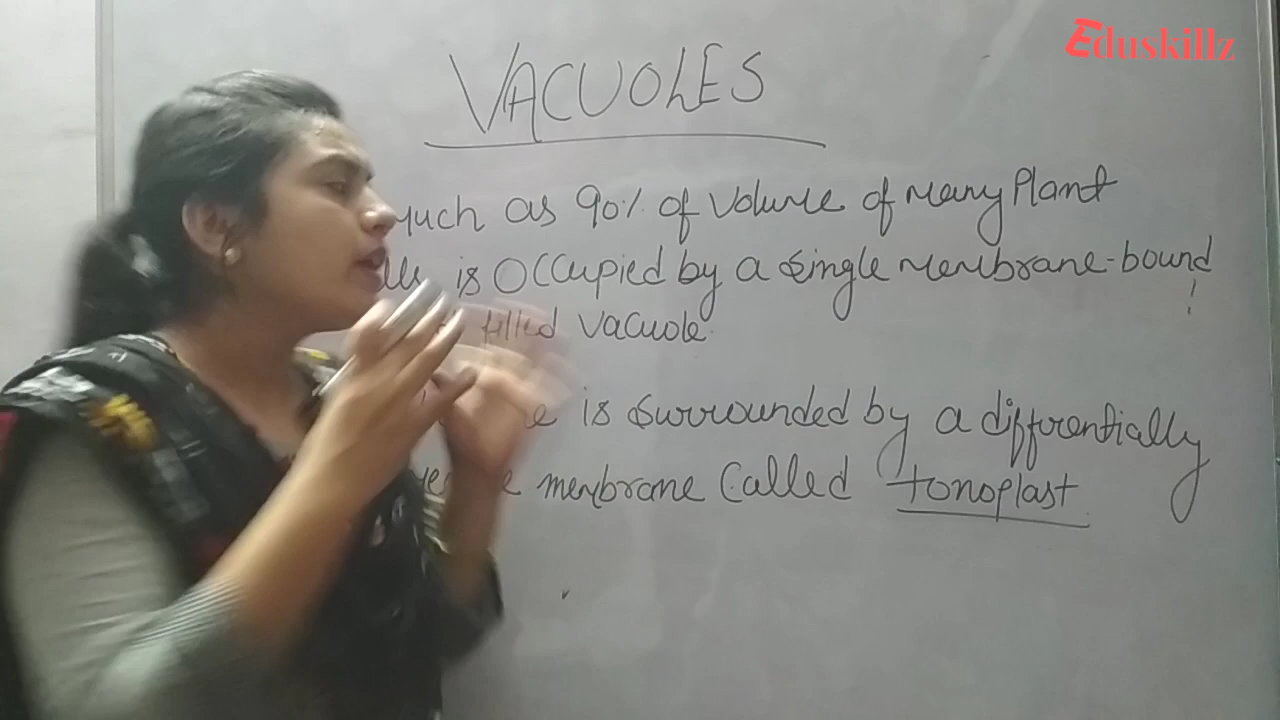 Eduskillz
VACUOLES
much as 90% of volume of many Plant
is Occupied by a single membrane-bound
filled vacuole.
is surrounded by a differentially
membrane called tonoplast